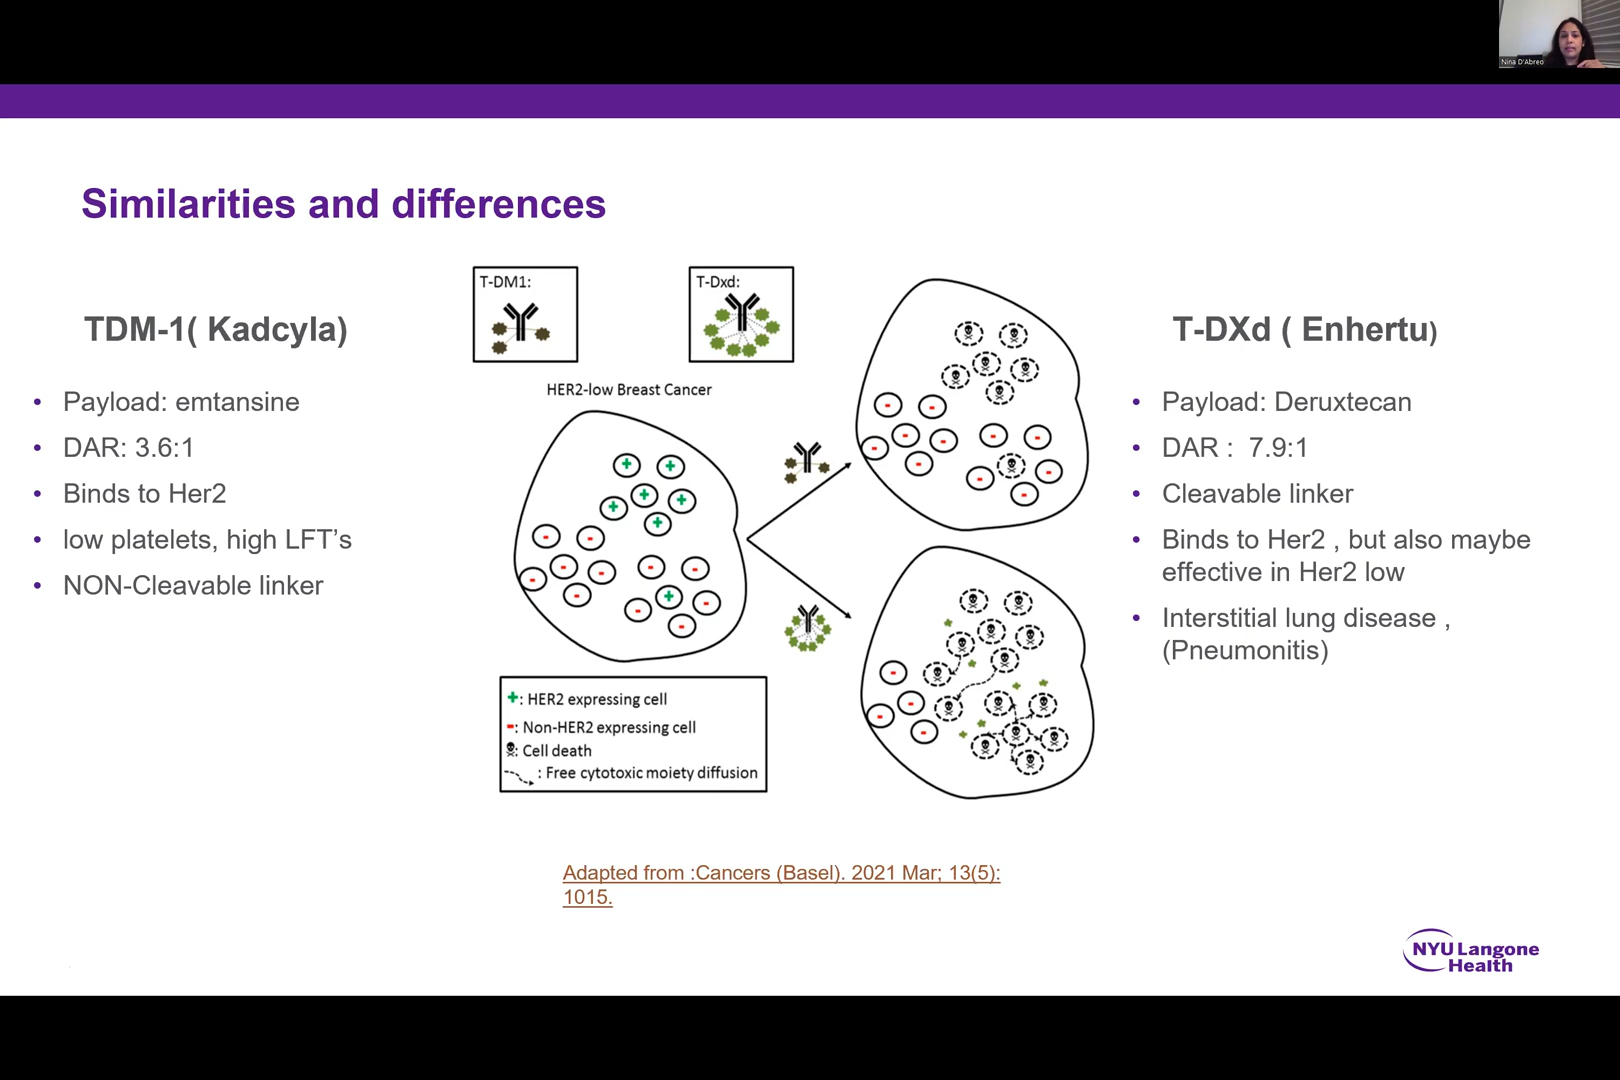 Nina D'Abreo
Similarities and differences
TDM-1( Kadcyla)
• Payload: emtansine
• DAR: 3.6:1
• Binds to Her2
• low platelets, high LFT’s
• NON-Cleavable linker
T-DM1:
T-Dxd:
HER2-low Breast Cancer
+: HER2 expressing cell
-: Non-HER2 expressing cell
: Cell death
: Free cytotoxic moiety diffusion
T-DXd ( Enhertu)
• Payload: Deruxtecan
• DAR : 7.9:1
• Cleavable linker
• Binds to Her2 , but also maybe
effective in Her2 low
• Interstitial lung disease ,
(Pneumonitis)
Adapted from :Cancers (Basel). 2021 Mar; 13(5):
1015.
NYU Langone
Health